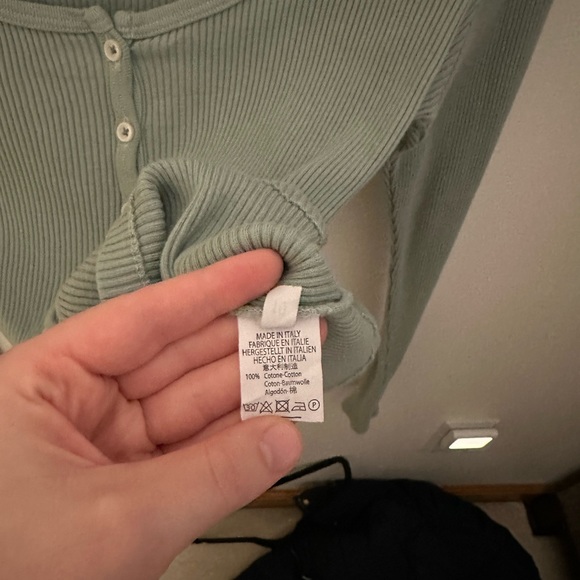 MADE IN ITALY
FABRIQUE EN ITALIE
HERGESTELLT IN ITALIEN
HECHO EN ITALIA
意大利制造
100% Cotone-Cotton
Coton-Baumwolle
Algodón-棉
P